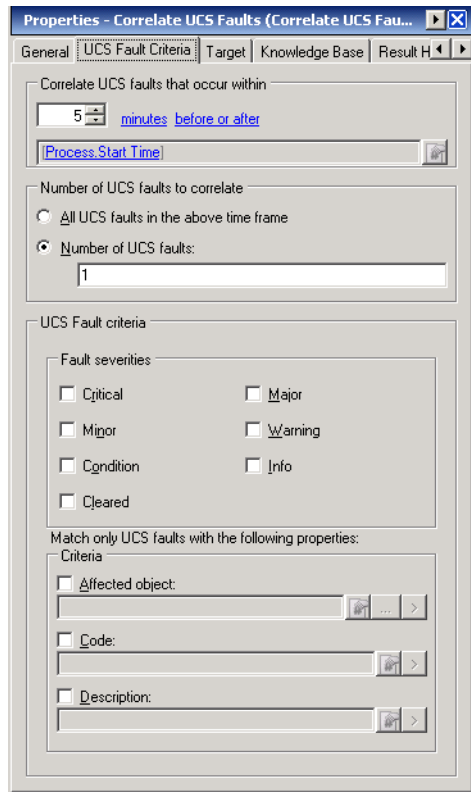 Properties - Correlate UCS Faults (Correlate UCS Fau...
General UCS Fault Criteria Target Knowledge Base Result H
Correlate UCS faults that occur within
5 minutes before or after
[Process.Start Time]
Number of UCS faults to correlate
All UCS faults in the above time frame
Number of UCS faults:
1
UCS Fault criteria
Fault severities
Critical Major
Minor Warning
Condition Info
Cleared
Match only UCS faults with the following properties:
Criteria
Affected object:
... >
Code:
>
Description:
>